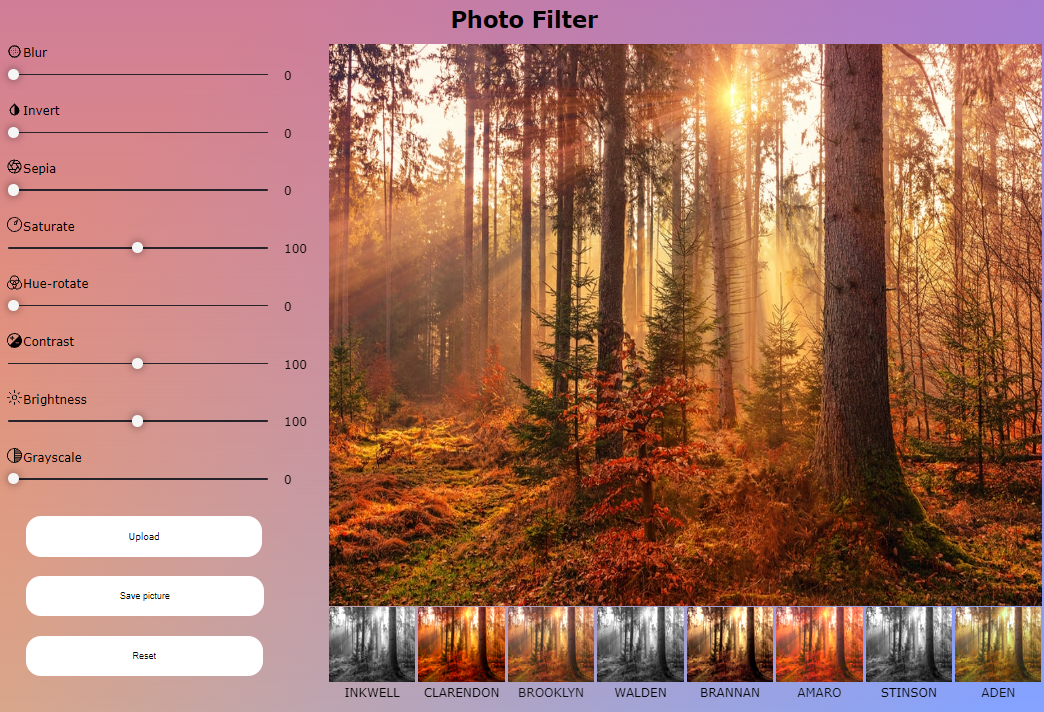 Photo Filter
Blur
0
Invert
0
Sepia
0
Saturate
100
Hue-rotate
0
Contrast
100
Brightness
100
Grayscale
0
Upload
Save picture
Reset
INKWELL CLARENDON BROOKLYN WALDEN BRANNAN AMARO STINSON ADEN